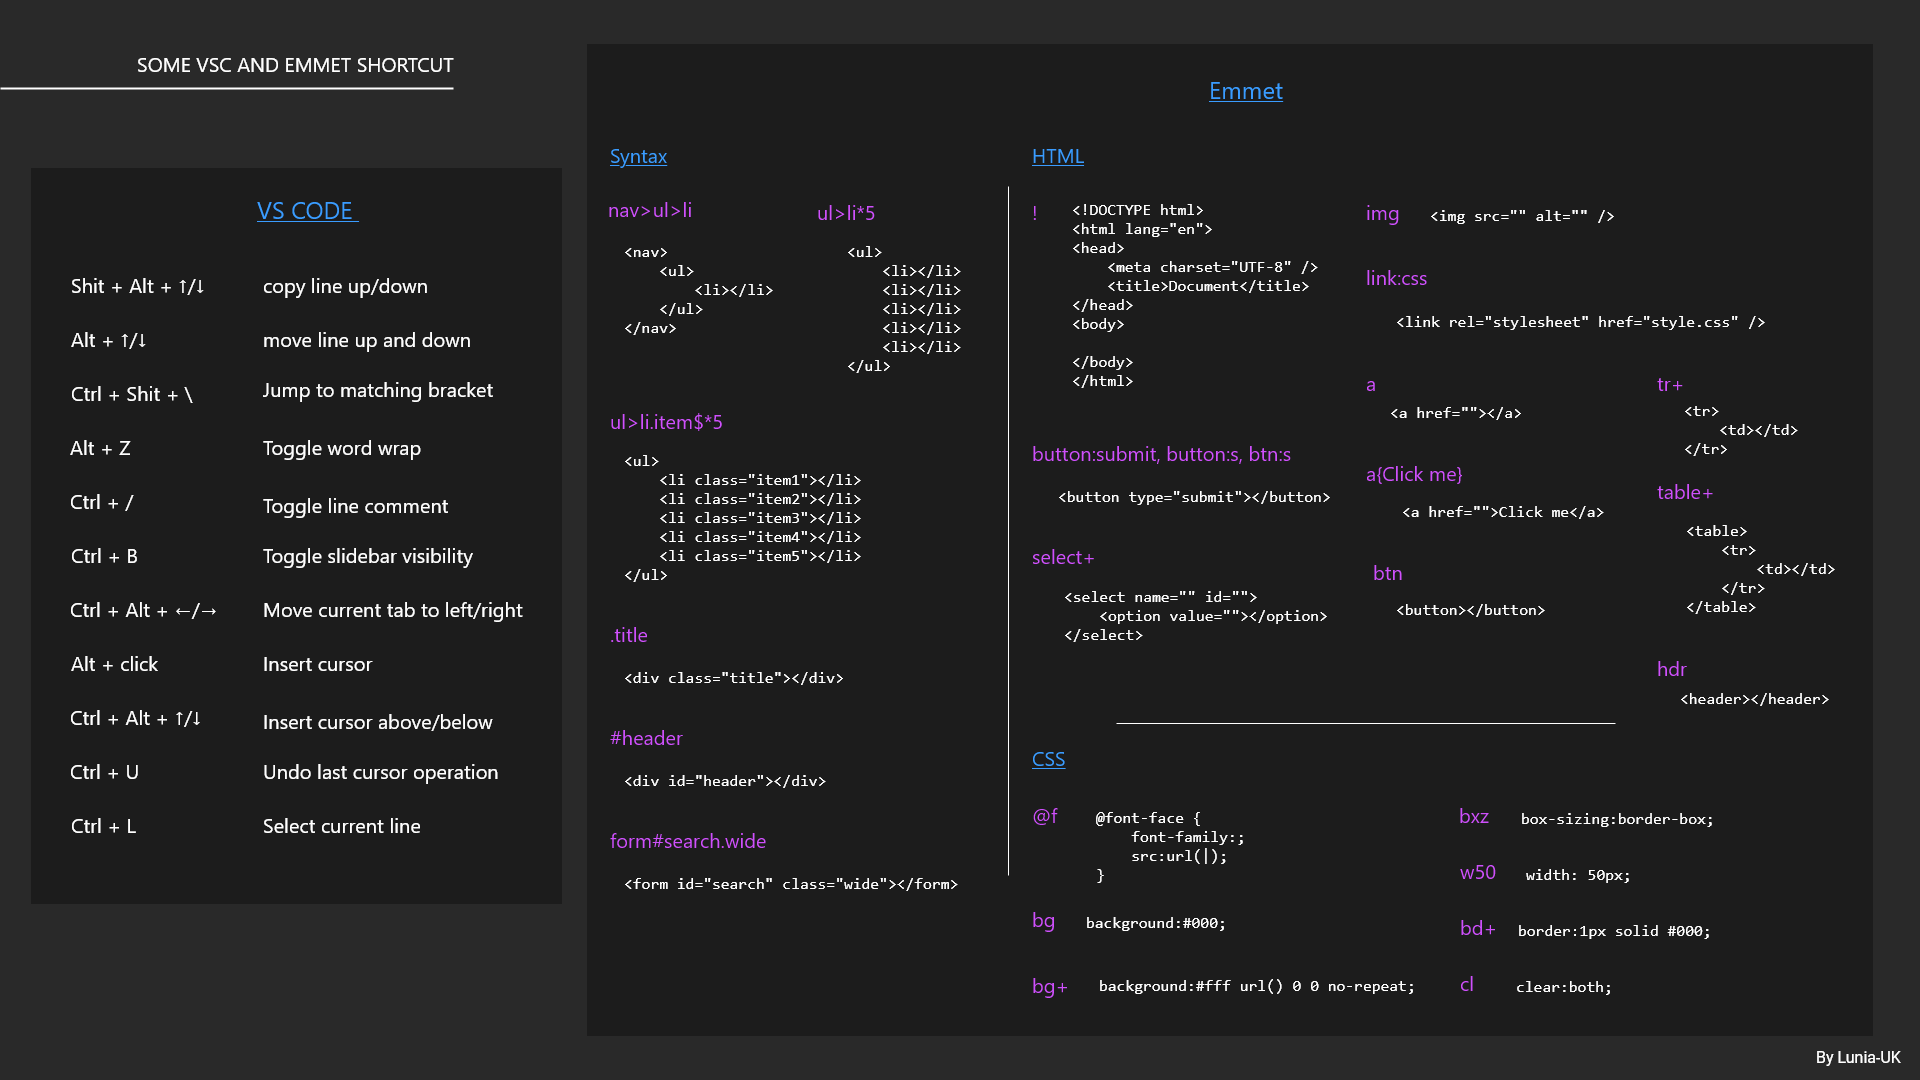 SOME VSC AND EMMET SHORTCUT
VS CODE
Shit + Alt + ↑/↓ copy line up/down
Alt + ↑/↓ move line up and down
Ctrl + Shit + \ Jump to matching bracket
Alt + Z Toggle word wrap
Ctrl + / Toggle line comment
Ctrl + B Toggle slidebar visibility
Ctrl + Alt + ←/→ Move current tab to left/right
Alt + click Insert cursor
Ctrl + Alt + ↑/↓ Insert cursor above/below
Ctrl + U Undo last cursor operation
Ctrl + L Select current line
Emmet
Syntax
nav>ul>li
<nav>
    <ul>
        <li></li>
    </ul>
</nav>
ul>li*5
<ul>
    <li></li>
    <li></li>
    <li></li>
    <li></li>
    <li></li>
</ul>
ul>li.item$*5
<ul>
    <li class="item1"></li>
    <li class="item2"></li>
    <li class="item3"></li>
    <li class="item4"></li>
    <li class="item5"></li>
</ul>
.title
<div class="title"></div>
#header
<div id="header"></div>
form#search.wide
<form id="search" class="wide"></form>
HTML
!
<!DOCTYPE html>
<html lang="en">
<head>
    <meta charset="UTF-8" />
    <title>Document</title>
</head>
<body>
</body>
</html>
button:submit, button:s, btn:s
<button type="submit"></button>
select+
<select name="" id="">
    <option value=""></option>
</select>
img <img src="" alt="" />
link:css
<link rel="stylesheet" href="style.css" />
a
<a href=""></a>
a{Click me}
<a href="">Click me</a>
btn
<button></button>
tr+
<tr>
    <td></td>
</tr>
table+
<table>
    <tr>
        <td></td>
    </tr>
</table>
hdr
<header></header>
CSS
@f @font-face {
    font-family:;
    src:url(|);
}
bg background:#000;
bg+ background:#fff url() 0 0 no-repeat;
bxz box-sizing:border-box;
w50 width: 50px;
bd+ border:1px solid #000;
cl clear:both;
By Lunia-UK